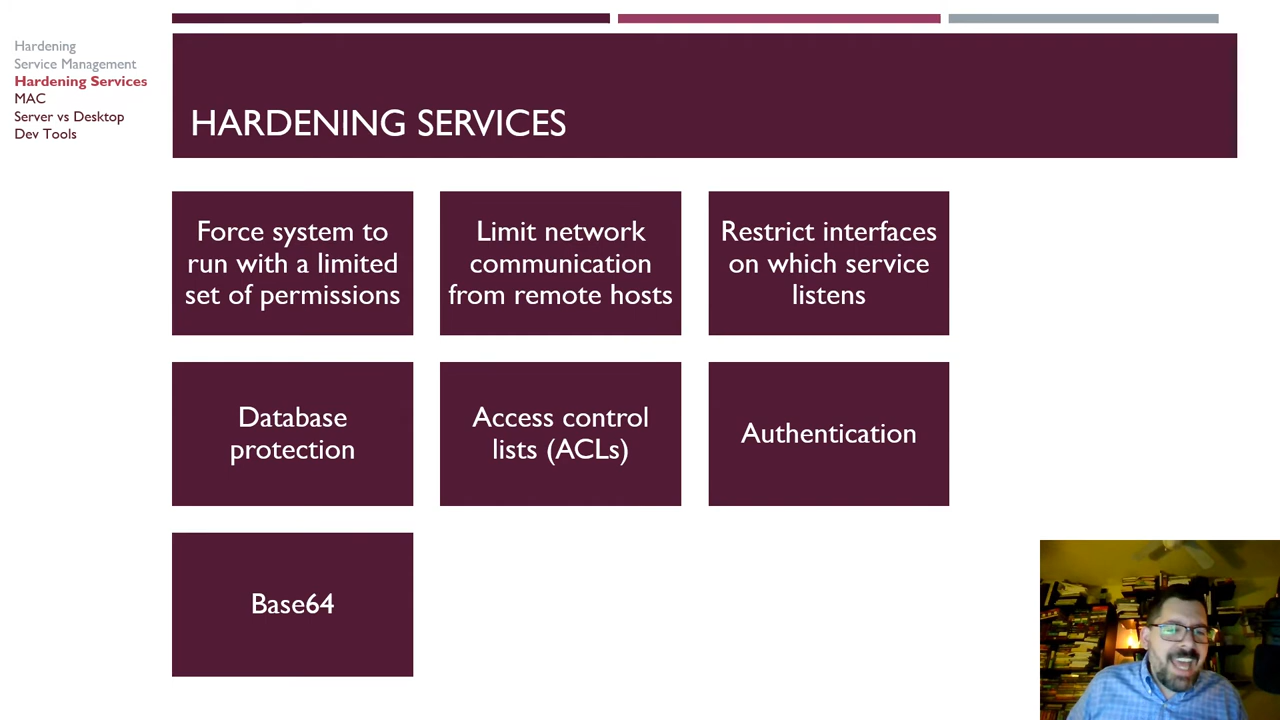 Hardening
Service Management
Hardening Services
MAC
Server vs Desktop
Dev Tools
HARDENING SERVICES
Force system to
run with a limited
set of permissions
Limit network
communication
from remote hosts
Restrict interfaces
on which service
listens
Database
protection
Access control
lists (ACLs)
Authentication
Base64